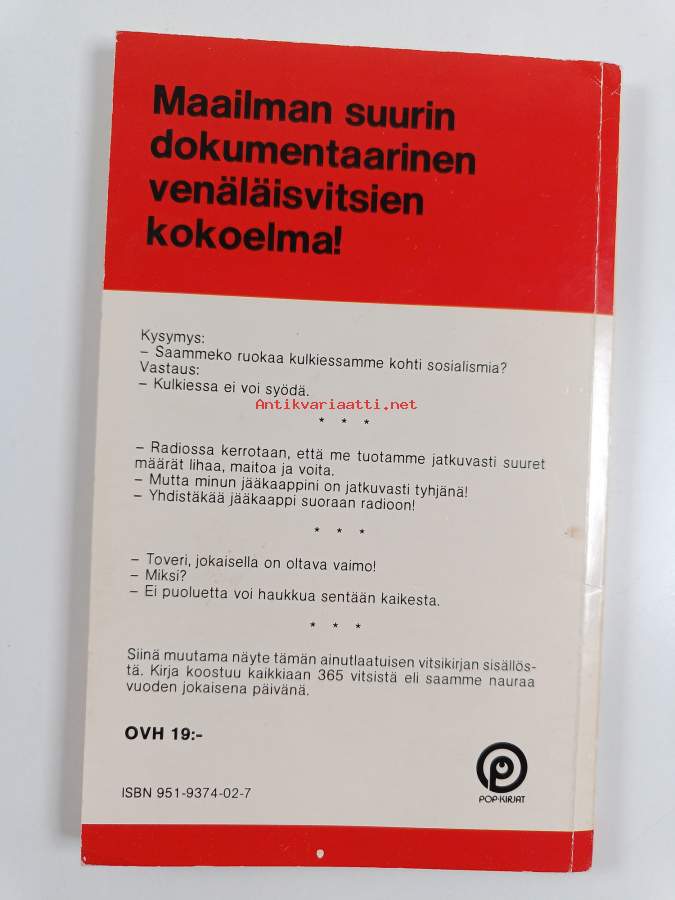 Maailman suurin
dokumentaarinen
venäläisvitsien
kokoelma!
Kysymys:
– Saammeko ruokaa kulkiessamme kohti sosialismia?
Vastaus:
– Kulkiessa ei voi syödä.
Antikvariaatti.net
* * *
– Radiossa kerrotaan, että me tuotamme jatkuvasti suuret
määrät lihaa, maitoa ja voita.
– Mutta minun jääkaappini on jatkuvasti tyhjänä!
– Yhdistäkää jääkaappi suoraan radioon!
* * *
– Toveri, jokaisella on oltava vaimo!
– Miksi?
– Ei puoluetta voi haukkua sentään kaikesta.
* * *
Siinä muutama näyte tämän ainutlaatuisen vitsikirjan sisällös-
tä. Kirja koostuu kaikkiaan 365 vitsistä eli saamme nauraa
vuoden jokaisena päivänä.
OVH 19:-
POP-KIRJAT
ISBN 951-9374-02-7